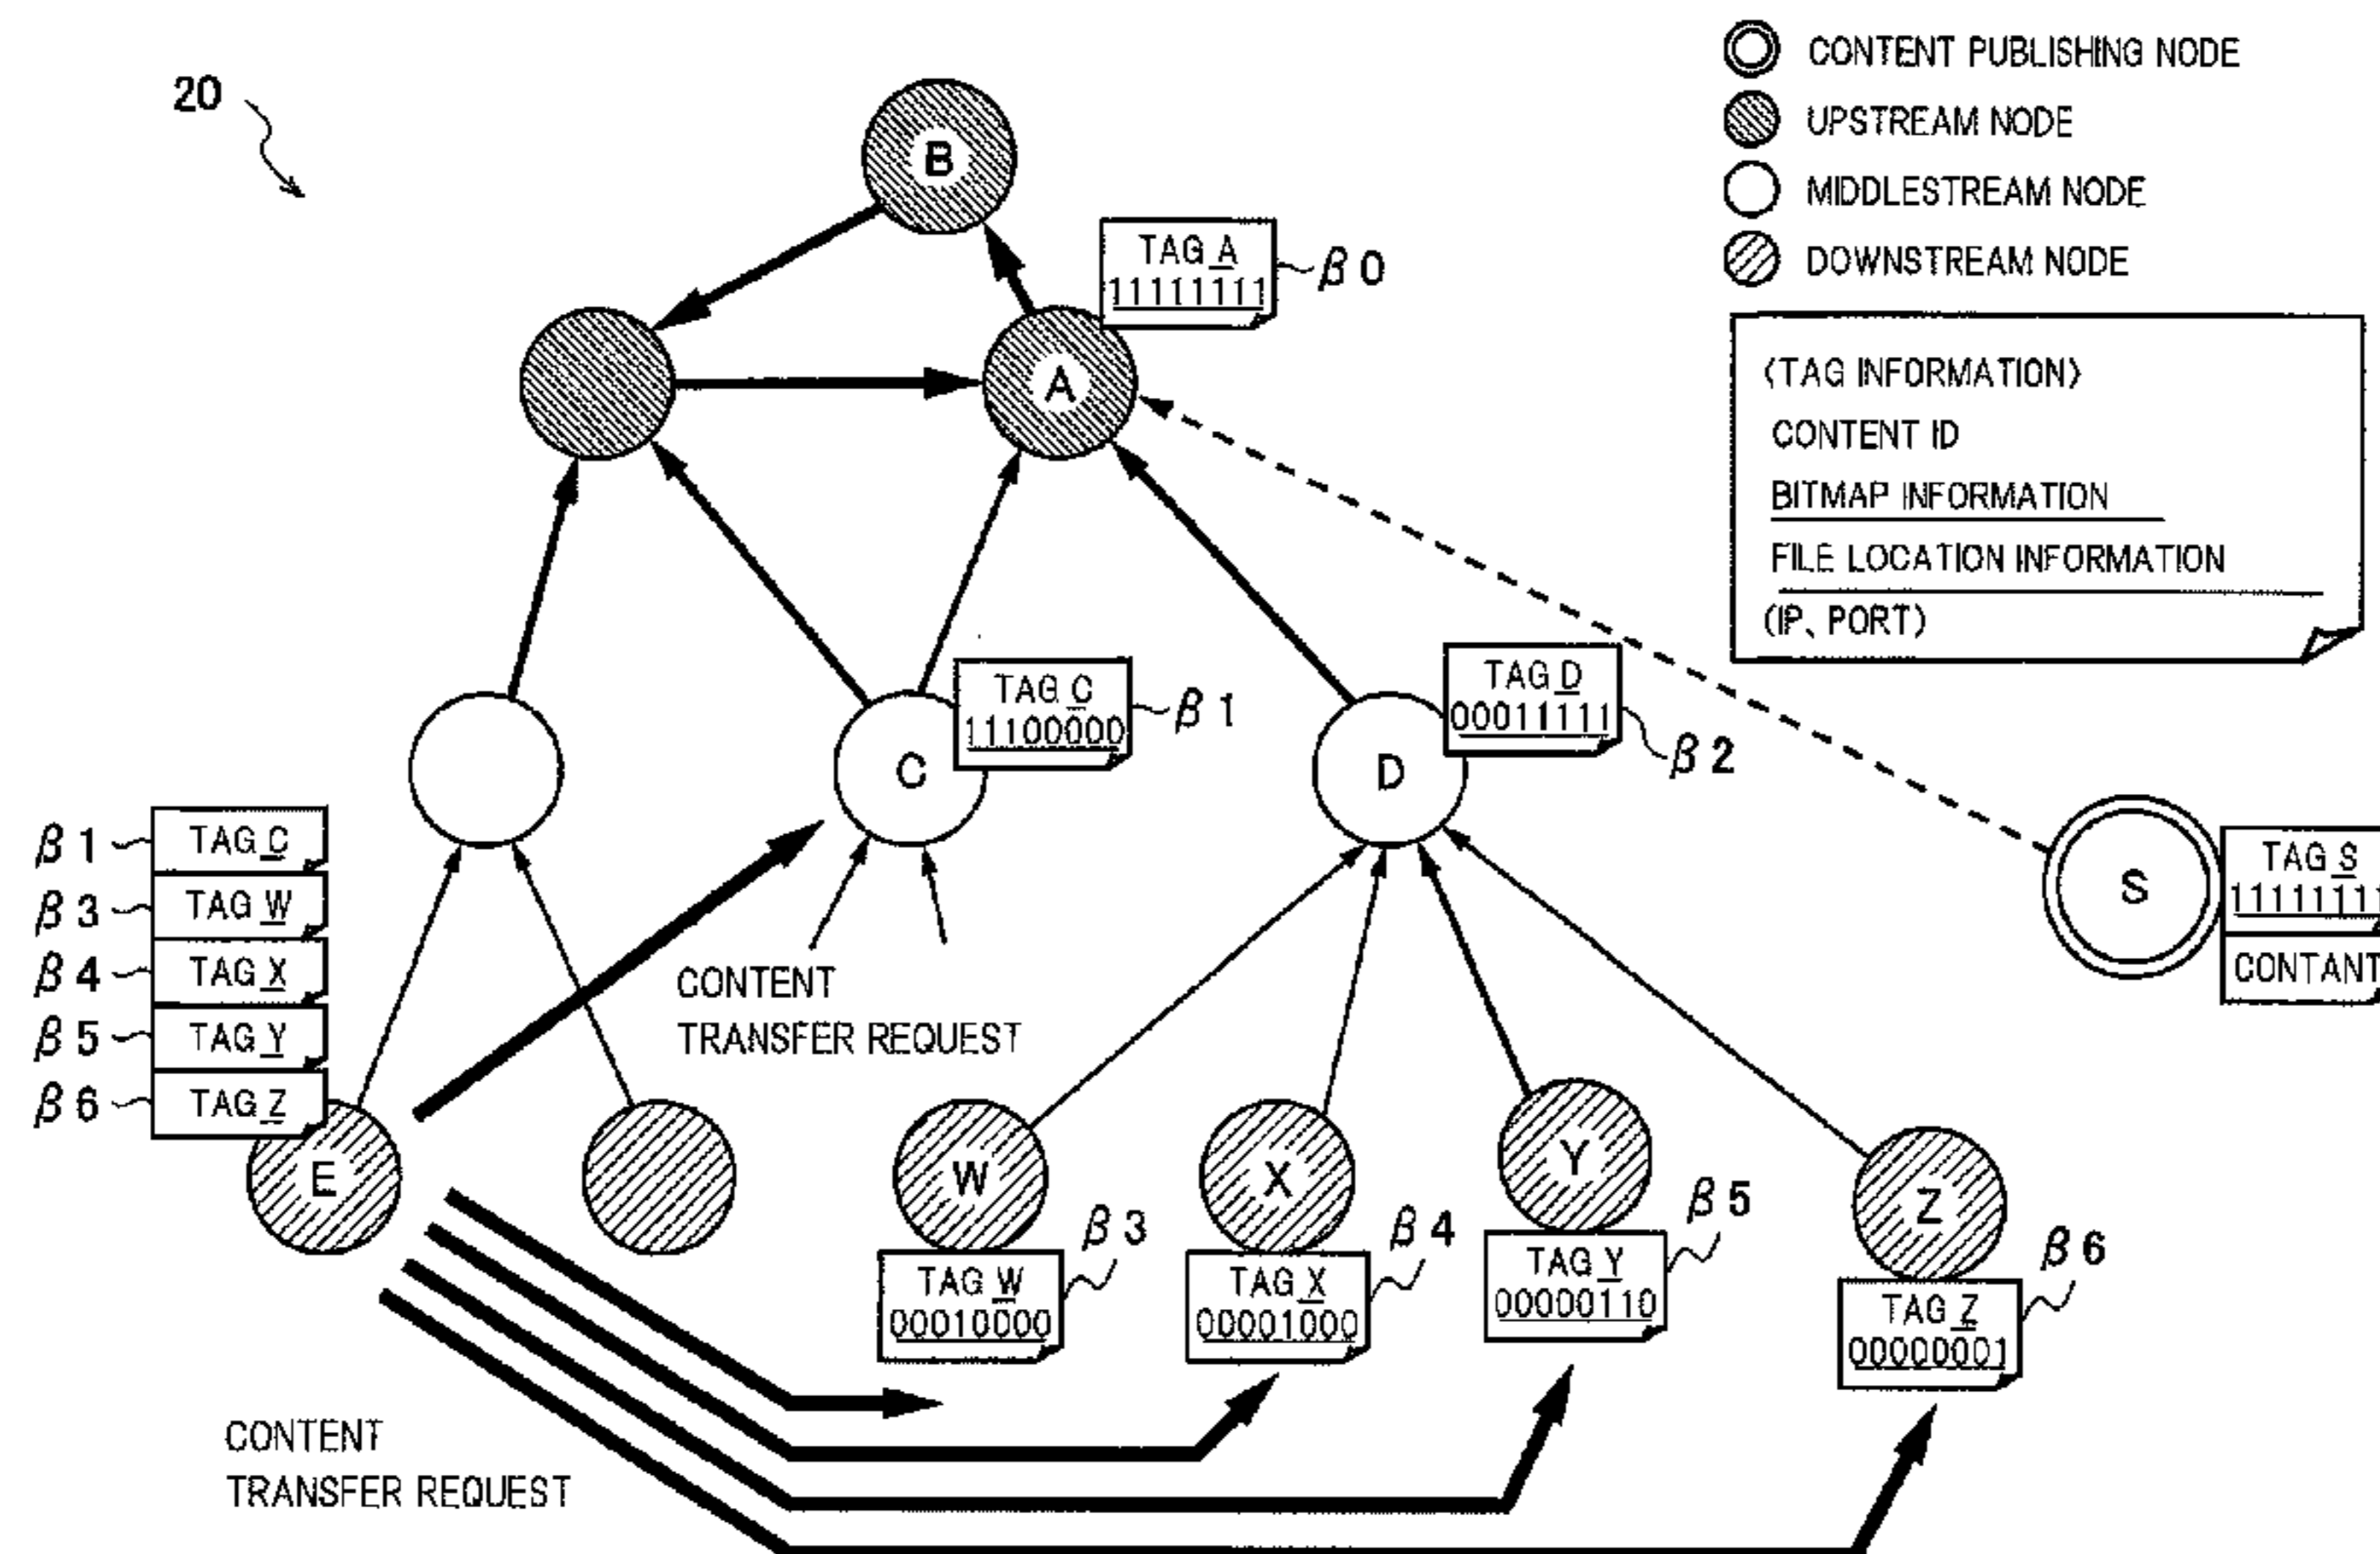 20
CONTENT PUBLISHING NODE
UPSTREAM NODE
MIDDLESTREAM NODE
DOWNSTREAM NODE
B
TAG A
11111111
β0
A
〈TAG INFORMATION〉
CONTENT ID
BITMAP INFORMATION
FILE LOCATION INFORMATION
(IP、PORT)
TAG C
11100000
β1
C
TAG D
00011111
β2
D
β1
TAG C
β3
TAG W
β4
TAG X
β5
TAG Y
β6
TAG Z
E
S
TAG S
11111111
CONTANT
CONTENT
TRANSFER REQUEST
W
TAG W
00010000
β3
X
TAG X
00001000
β4
Y
TAG Y
00000110
β5
Z
TAG Z
00000001
β6
CONTENT
TRANSFER REQUEST